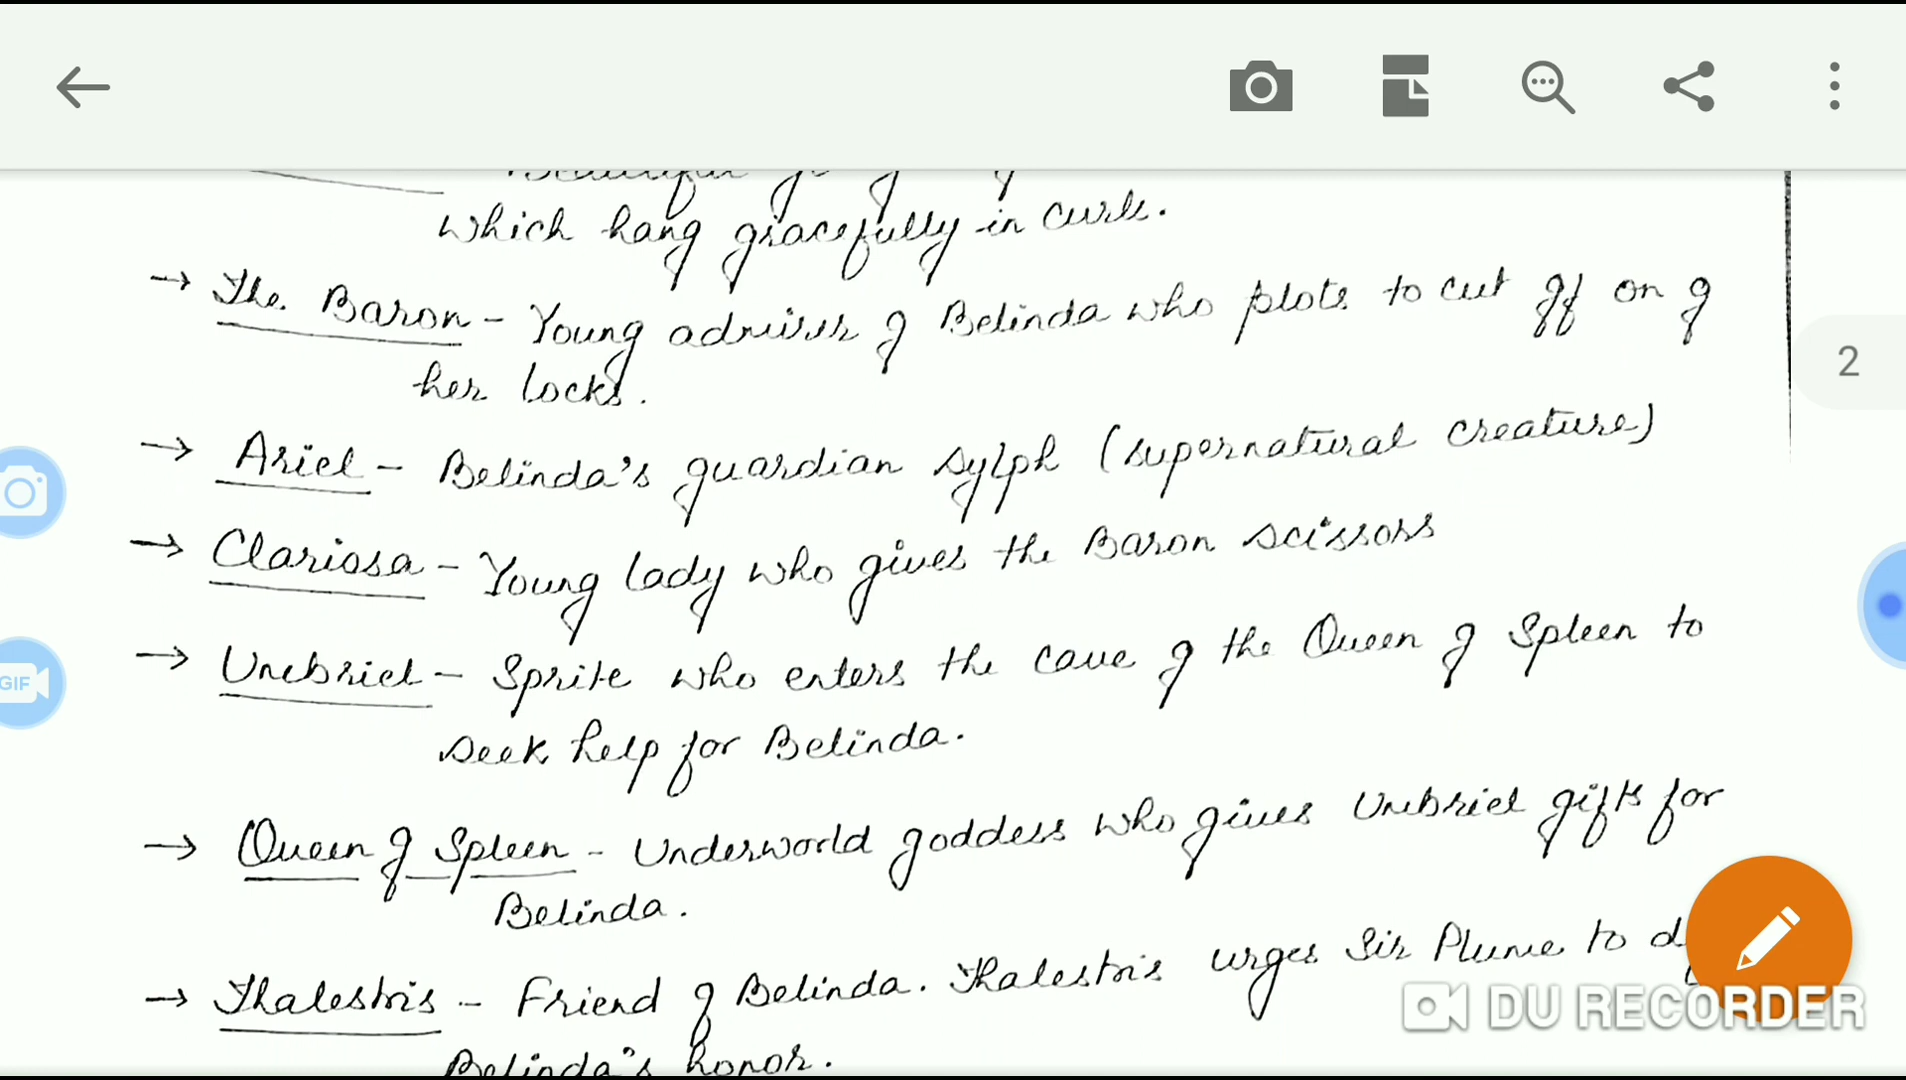 Beautiful
which hang gracefully in curls.
→ The Baron - Young admirer of Belinda who plots to cut off on of
her locks.
2
→ Ariel - Belinda's guardian sylph (supernatural creature)
→ Clarissa - Young lady who gives the Baron scissors
→ Umbriel - Sprite who enters the cave of the Queen of Spleen to
GIF
seek help for Belinda.
→ Queen of Spleen - Underworld goddess who gives Umbriel gifts for
Belinda.
→ Thalestris - Friend of Belinda. Thalestris urges Sir Plume to
DU RECORDER
Belinda's honor.